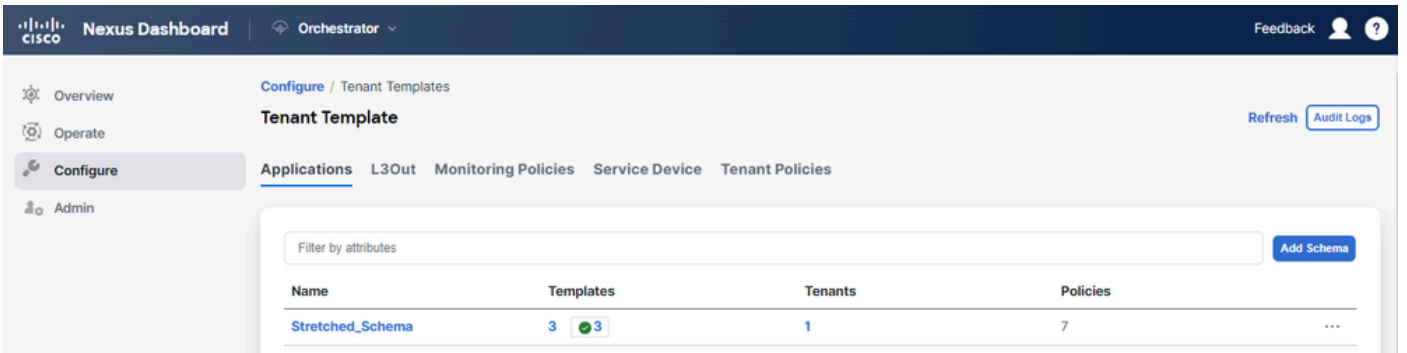 CISCO Nexus Dashboard Orchestrator Feedback ?
Overview
Operate
Configure
Admin
Configure / Tenant Templates
Tenant Template
Refresh Audit Logs
Applications L3Out Monitoring Policies Service Device Tenant Policies
Filter by attributes Add Schema
Name Templates Tenants Policies
Stretched_Schema 3 3 1 7 ...